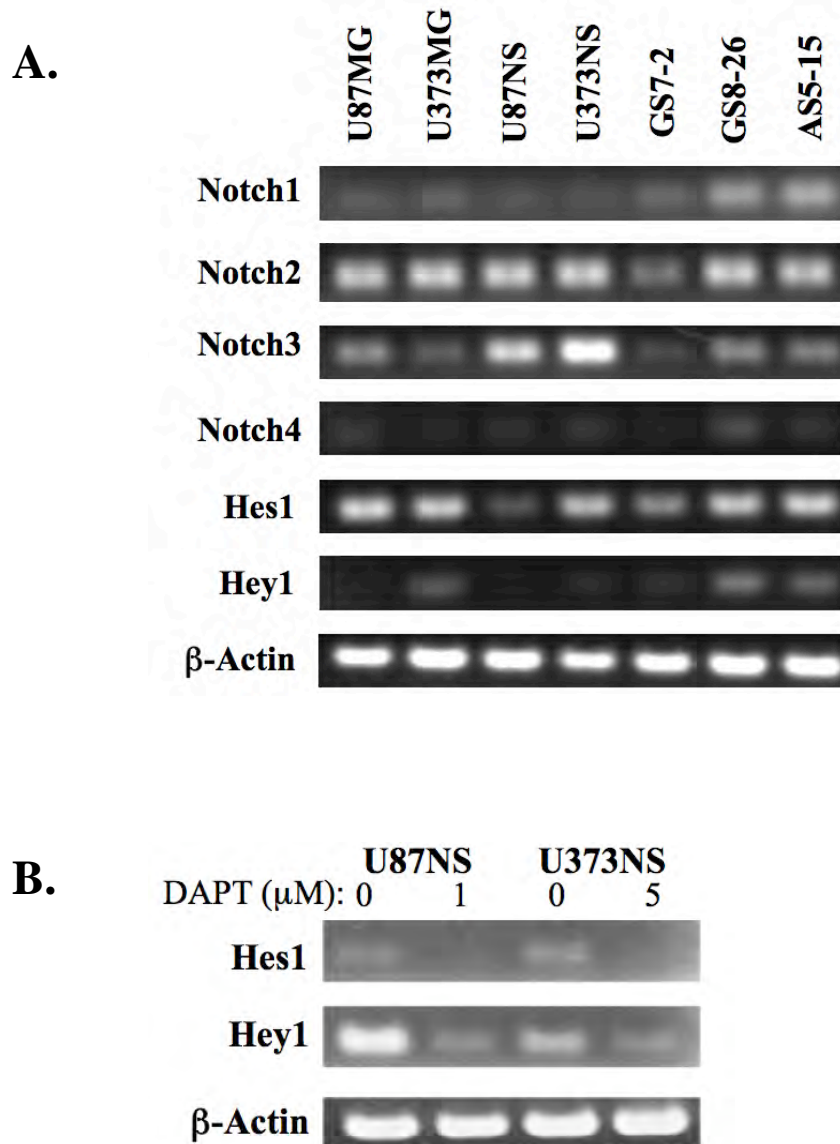 A.
U87MG U373MG U87NS U373NS GS7-2 GS8-26 AS5-15
Notch1
Notch2
Notch3
Notch4
Hes1
Hey1
β-Actin
B.
U87NS U373NS
DAPT (μM): 0 1 0 5
Hes1
Hey1
β-Actin